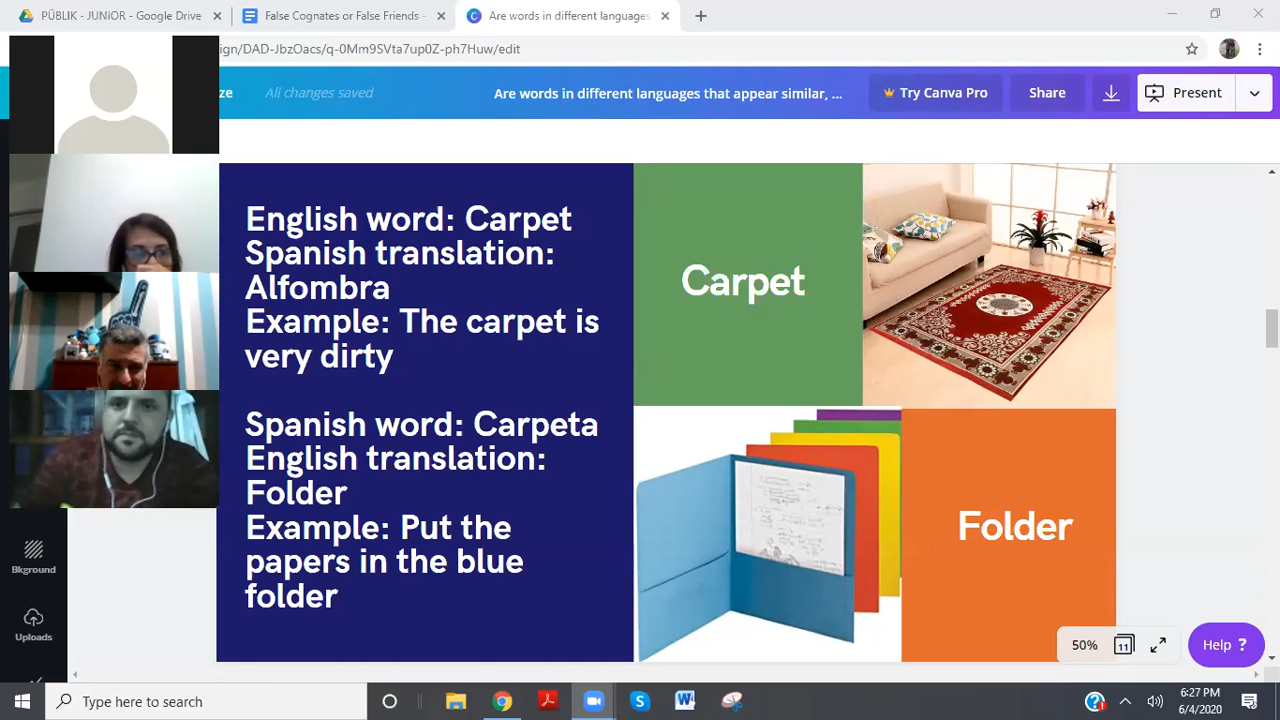 PÜBLIK - JUNIOR - Google Drive
False Cognates or False Friends -
Are words in different languages
ign/DAD-JbzOacs/q-0Mm9SVta7up0Z-ph7Huw/edit
ze
All changes saved
Are words in different languages that appear similar, ...
Try Canva Pro
Share
Present
English word: Carpet
Spanish translation:
Alfombra
Example: The carpet is
very dirty
Carpet
Spanish word: Carpeta
English translation:
Folder
Example: Put the
papers in the blue
folder
Folder
Bkground
Uploads
50%
11
Help ?
Type here to search
6:27 PM
6/4/2020